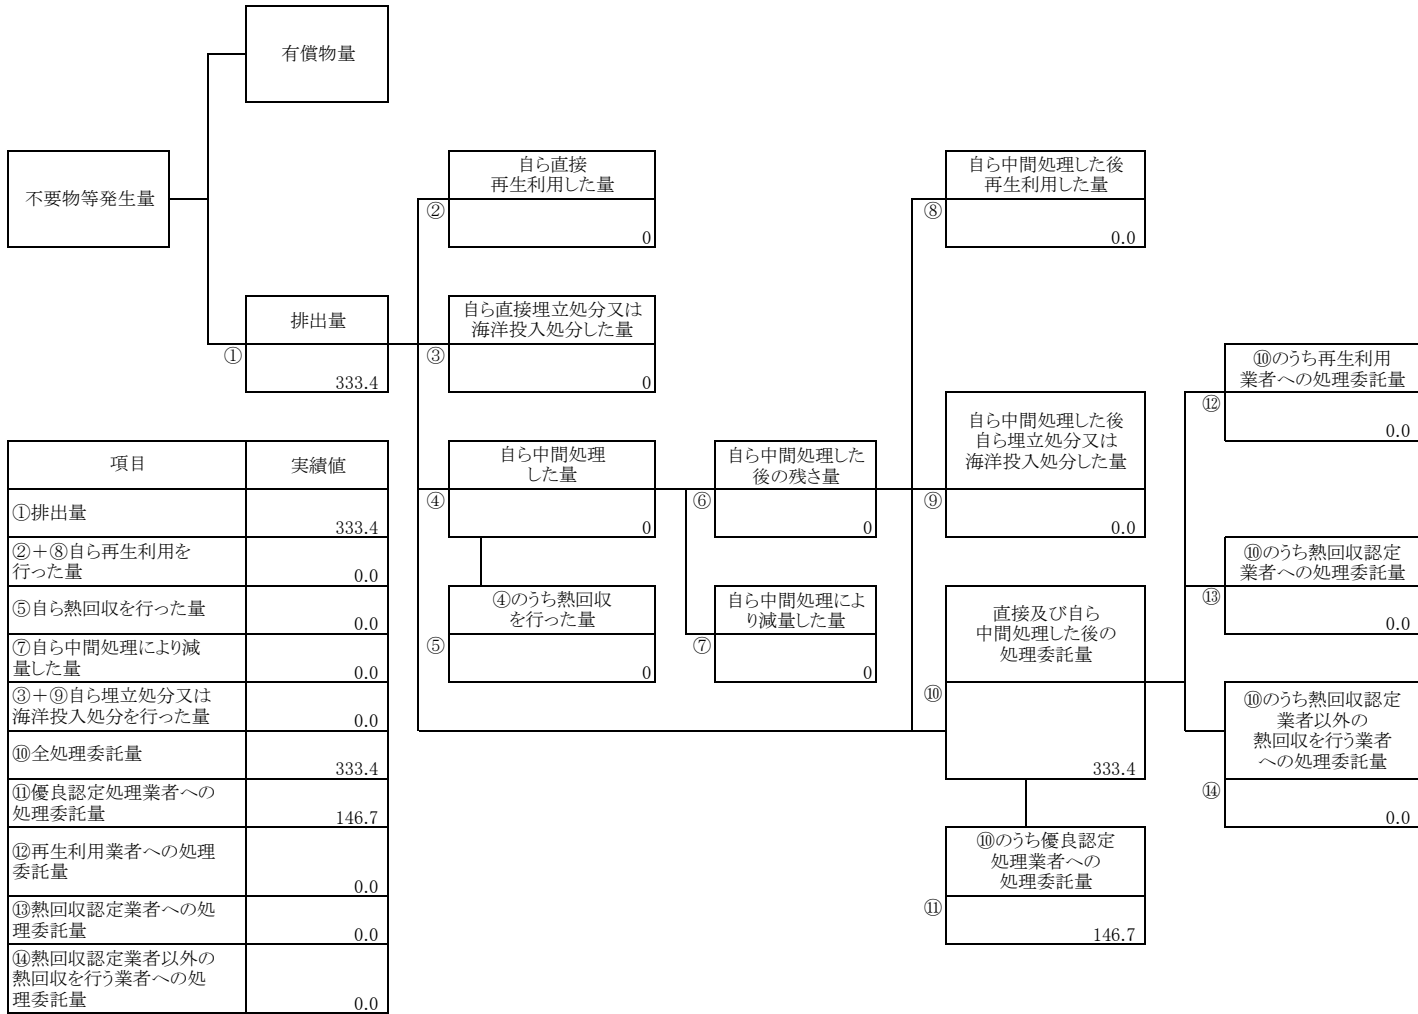 有償物量
不要物等発生量
自ら直接
再生利用した量
②
0
自ら中間処理した後
再生利用した量
⑧
0.0
排出量
①
333.4
自ら直接埋立処分又は
海洋投入処分した量
③
0
⑩のうち再生利用
業者への処理委託量
⑫
0.0
自ら中間処理
した量
④
0
自ら中間処理した
後の残さ量
⑥
0
自ら中間処理した後
自ら埋立処分又は
海洋投入処分した量
⑨
0.0
⑩のうち熱回収認定
業者への処理委託量
⑬
0.0
④のうち熱回収
を行った量
⑤
0
自ら中間処理によ
り減量した量
⑦
0
直接及び自ら
中間処理した後の
処理委託量
⑩
333.4
⑩のうち熱回収認定
業者以外の
熱回収を行う業者
への処理委託量
⑭
0.0
⑩のうち優良認定
処理業者への
処理委託量
⑪
146.7
項目 実績値
①排出量
333.4
②+⑧自ら再生利用を
行った量 0.0
⑤自ら熱回収を行った量
0.0
⑦自ら中間処理により減
量した量 0.0
③+⑨自ら埋立処分又は
海洋投入処分を行った量 0.0
⑩全処理委託量
333.4
⑪優良認定処理業者への
処理委託量 146.7
⑫再生利用業者への処理
委託量
0.0
⑬熱回収認定業者への処
理委託量 0.0
⑭熱回収認定業者以外の
熱回収を行う業者への処
理委託量 0.0